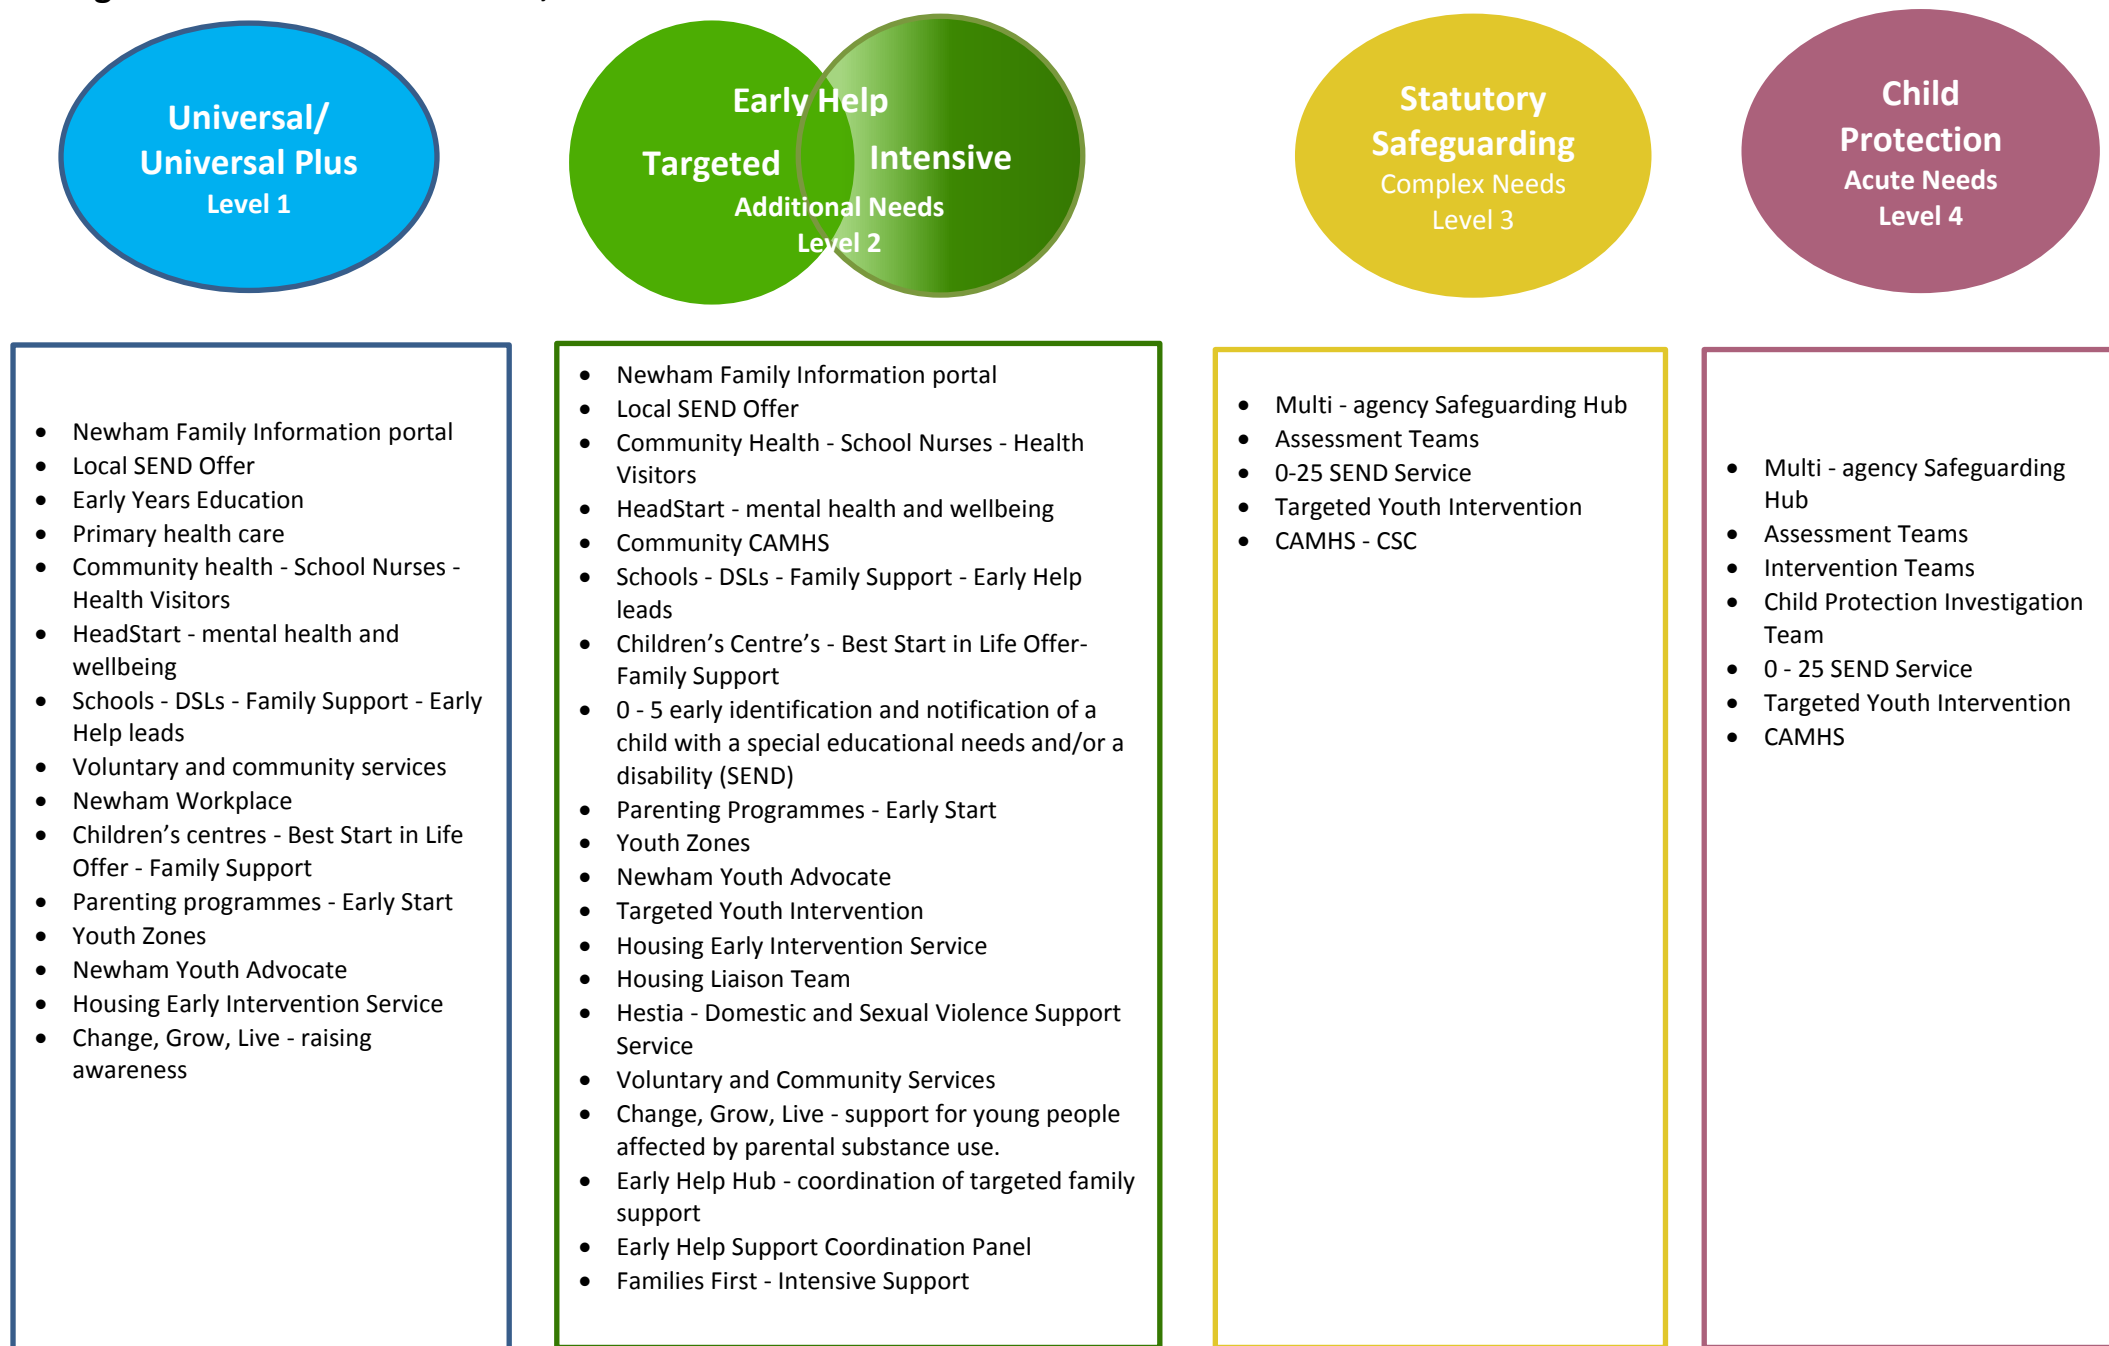 Universal/
Universal Plus
Level 1
Early Help
Targeted
Intensive
Additional Needs
Level 2
Statutory
Safeguarding
Complex Needs
Level 3
Child
Protection
Acute Needs
Level 4
• Newham Family Information portal
• Local SEND Offer
• Early Years Education
• Primary health care
• Community health - School Nurses -
Health Visitors
• HeadStart - mental health and
wellbeing
• Schools - DSLs - Family Support - Early
Help leads
• Voluntary and community services
• Newham Workplace
• Children’s centres - Best Start in Life
Offer - Family Support
• Parenting programmes - Early Start
• Youth Zones
• Newham Youth Advocate
• Housing Early Intervention Service
• Change, Grow, Live - raising
awareness
• Newham Family Information portal
• Local SEND Offer
• Community Health - School Nurses - Health
Visitors
• HeadStart - mental health and wellbeing
• Community CAMHS
• Schools - DSLs - Family Support - Early Help
leads
• Children’s Centre’s - Best Start in Life Offer-
Family Support
• 0 - 5 early identification and notification of a
child with a special educational needs and/or a
disability (SEND)
• Parenting Programmes - Early Start
• Youth Zones
• Newham Youth Advocate
• Targeted Youth Intervention
• Housing Early Intervention Service
• Housing Liaison Team
• Hestia - Domestic and Sexual Violence Support
Service
• Voluntary and Community Services
• Change, Grow, Live - support for young people
affected by parental substance use.
• Early Help Hub - coordination of targeted family
support
• Early Help Support Coordination Panel
• Families First - Intensive Support
• Multi - agency Safeguarding Hub
• Assessment Teams
• 0-25 SEND Service
• Targeted Youth Intervention
• CAMHS - CSC
• Multi - agency Safeguarding
Hub
• Assessment Teams
• Intervention Teams
• Child Protection Investigation
Team
• 0 - 25 SEND Service
• Targeted Youth Intervention
• CAMHS